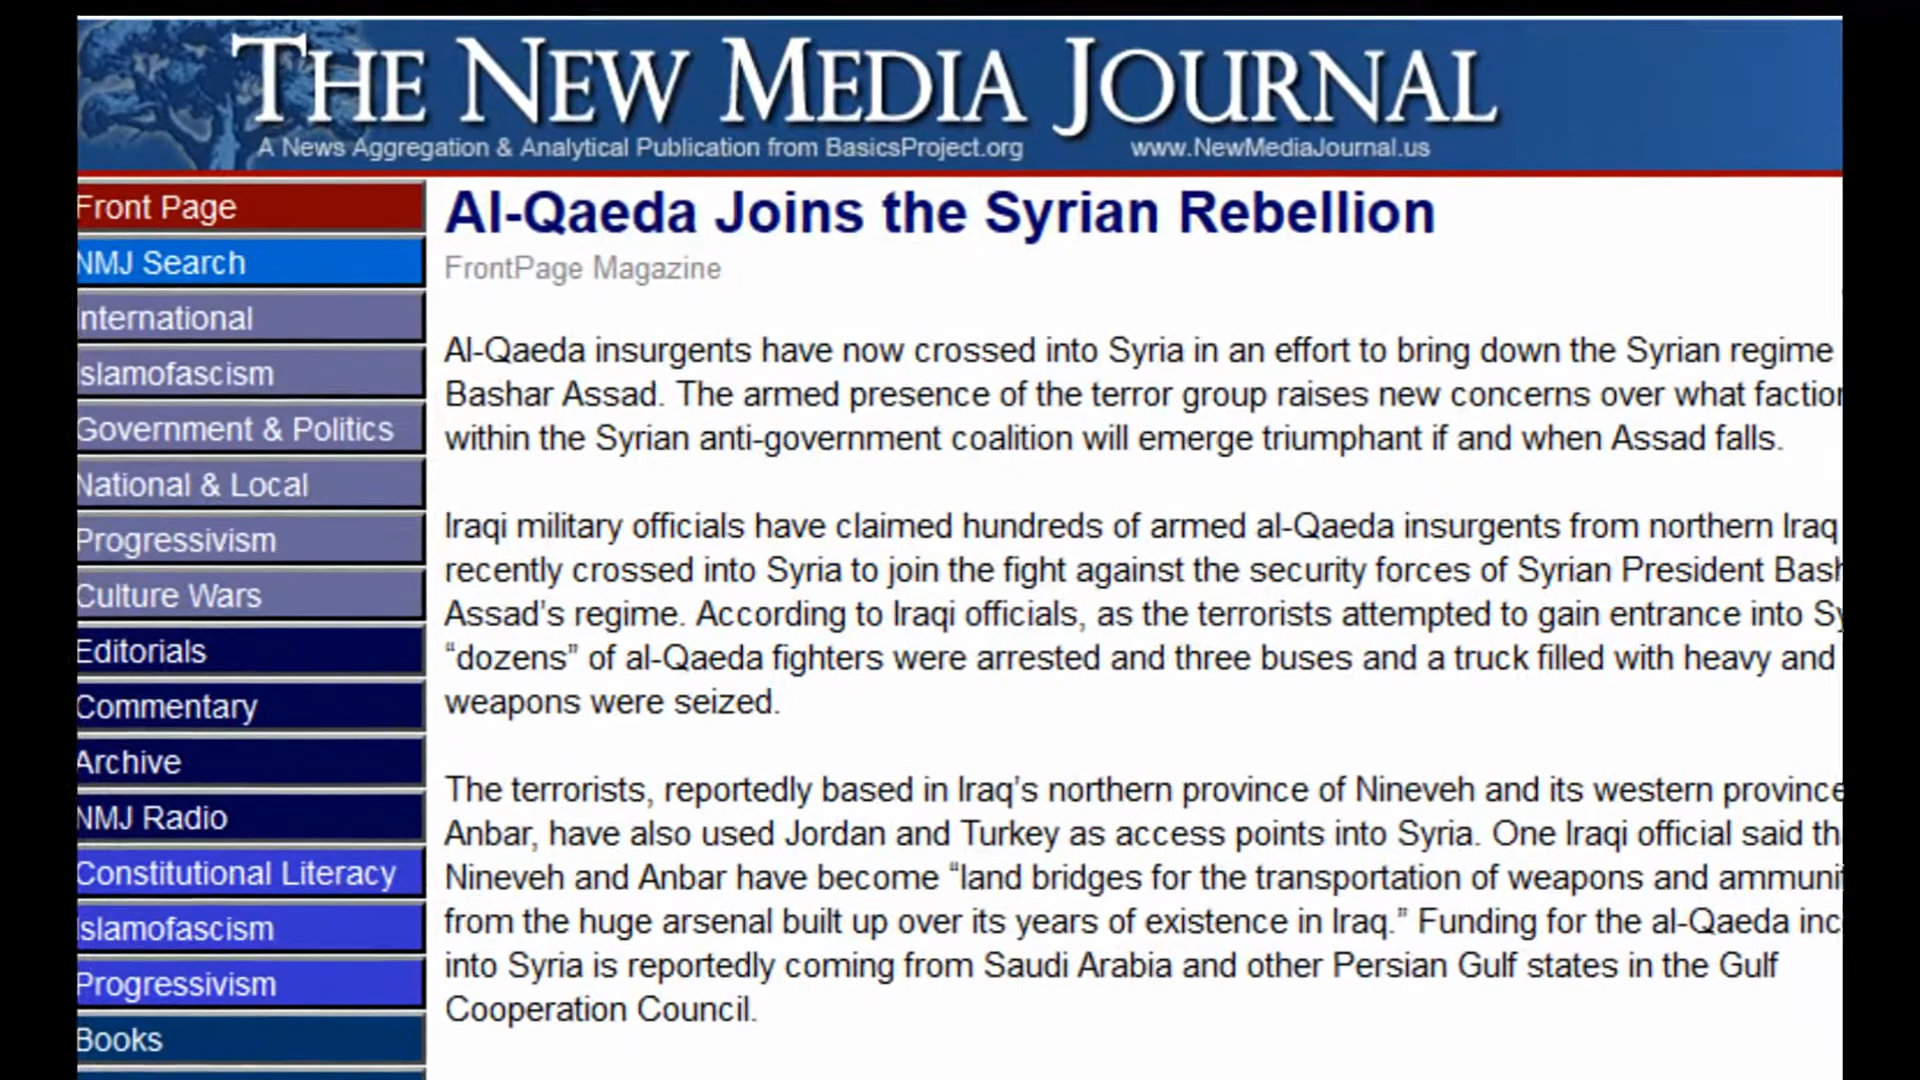 THE NEW MEDIA JOURNAL
A News Aggregation & Analytical Publication from BasicsProject.org www.NewMediaJournal.us
Front Page
NMJ Search
International
Islamofascism
Government & Politics
National & Local
Progressivism
Culture Wars
Editorials
Commentary
Archive
NMJ Radio
Constitutional Literacy
Islamofascism
Progressivism
Books
Al-Qaeda Joins the Syrian Rebellion
FrontPage Magazine
Al-Qaeda insurgents have now crossed into Syria in an effort to bring down the Syrian regime
Bashar Assad. The armed presence of the terror group raises new concerns over what faction
within the Syrian anti-government coalition will emerge triumphant if and when Assad falls.
Iraqi military officials have claimed hundreds of armed al-Qaeda insurgents from northern Iraq
recently crossed into Syria to join the fight against the security forces of Syrian President Bash
Assad’s regime. According to Iraqi officials, as the terrorists attempted to gain entrance into Sy
“dozens” of al-Qaeda fighters were arrested and three buses and a truck filled with heavy and
weapons were seized.
The terrorists, reportedly based in Iraq’s northern province of Nineveh and its western province
Anbar, have also used Jordan and Turkey as access points into Syria. One Iraqi official said th
Nineveh and Anbar have become “land bridges for the transportation of weapons and ammuni
from the huge arsenal built up over its years of existence in Iraq.” Funding for the al-Qaeda inc
into Syria is reportedly coming from Saudi Arabia and other Persian Gulf states in the Gulf
Cooperation Council.